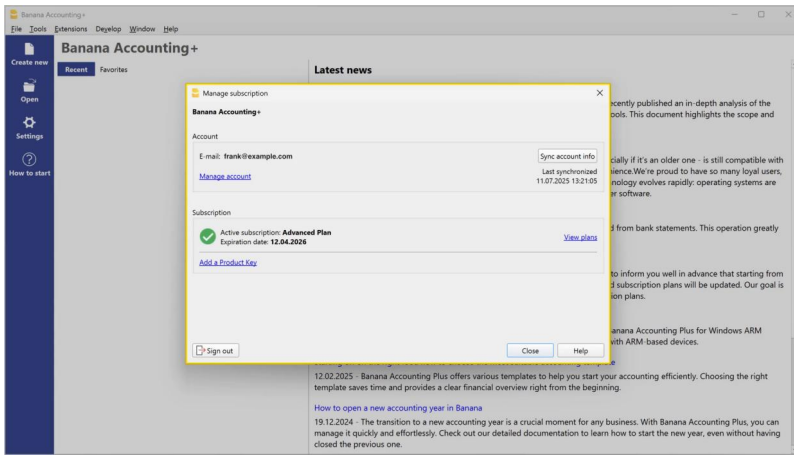 Banana Accounting+
File Tools Extensions Develop Window Help
Create new
Open
Settings
How to start
Banana Accounting+
Recent Favorites
Latest news
Manage subscription
Banana Accounting+
Account
E-mail: frank@example.com
Sync account info
Manage account
Last synchronized
11.07.2025 13:21:05
Subscription
Active subscription: Advanced Plan
Expiration date: 12.04.2026
View plans
Add a Product Key
Sign out
Close
Help
recently published an in-depth analysis of the
ools. This document highlights the scope and
cially if it's an older one - is still compatible with
nience.We're proud to have so many loyal users,
nology evolves rapidly: operating systems are
er software.
d from bank statements. This operation greatly
to inform you well in advance that starting from
d subscription plans will be updated. Our goal is
ion plans.
anana Accounting Plus for Windows ARM
with ARM-based devices.
12.02.2025 - Banana Accounting Plus offers various templates to help you start your accounting efficiently. Choosing the right
template saves time and provides a clear financial overview right from the beginning.
How to open a new accounting year in Banana
19.12.2024 - The transition to a new accounting year is a crucial moment for any business. With Banana Accounting Plus, you can
manage it quickly and effortlessly. Check out our detailed documentation to learn how to start the new year, even without having
closed the previous one.